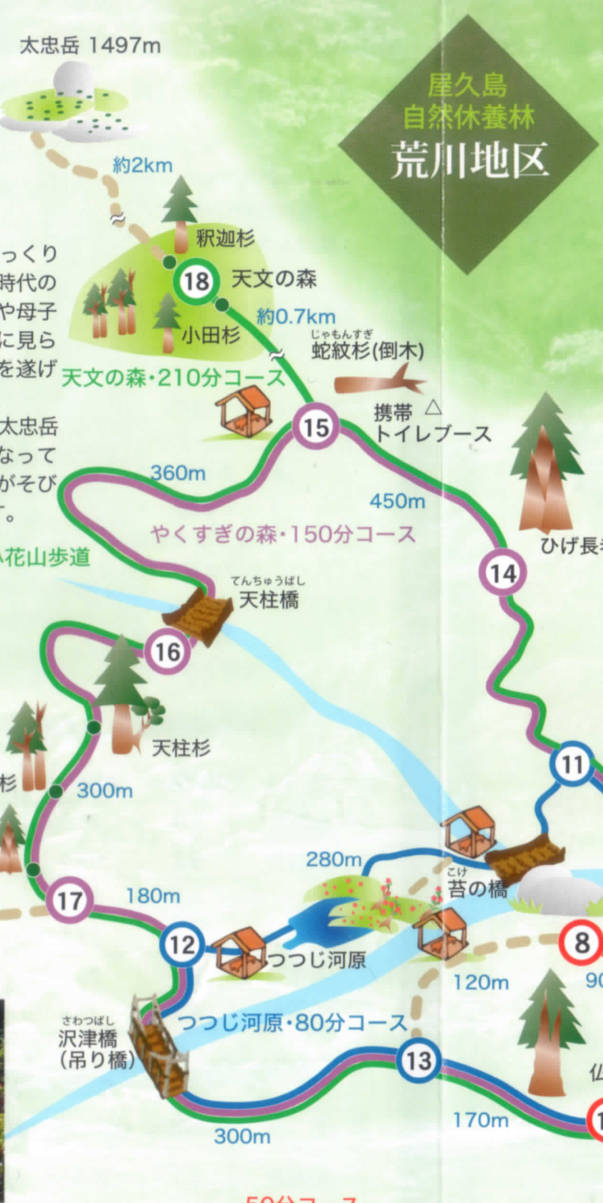 太忠岳 1497m
屋久島
自然休養林
荒川地区
約2km
釈迦杉
18
天文の森
小田杉
約0.7km
っくり
時代の
や母子
に見ら
を遂げ
天文の森・210分コース
じゃもんすぎ
蛇紋杉(倒木)
携帯
トイレブース
15
太忠岳
なって
がそび
す。
360m
450m
やくすぎの森・150分コース
ひげ長
花山歩道
14
てんちゅうばし
天柱橋
16
天柱杉
杉
300m
11
280m
こけ
苔の橋
17
180m
12
つつじ河原
8
120m
90
さわつばし
沢津橋
(吊り橋)
つつじ河原・80分コース
13
仏
300m
170m
1
50分コース